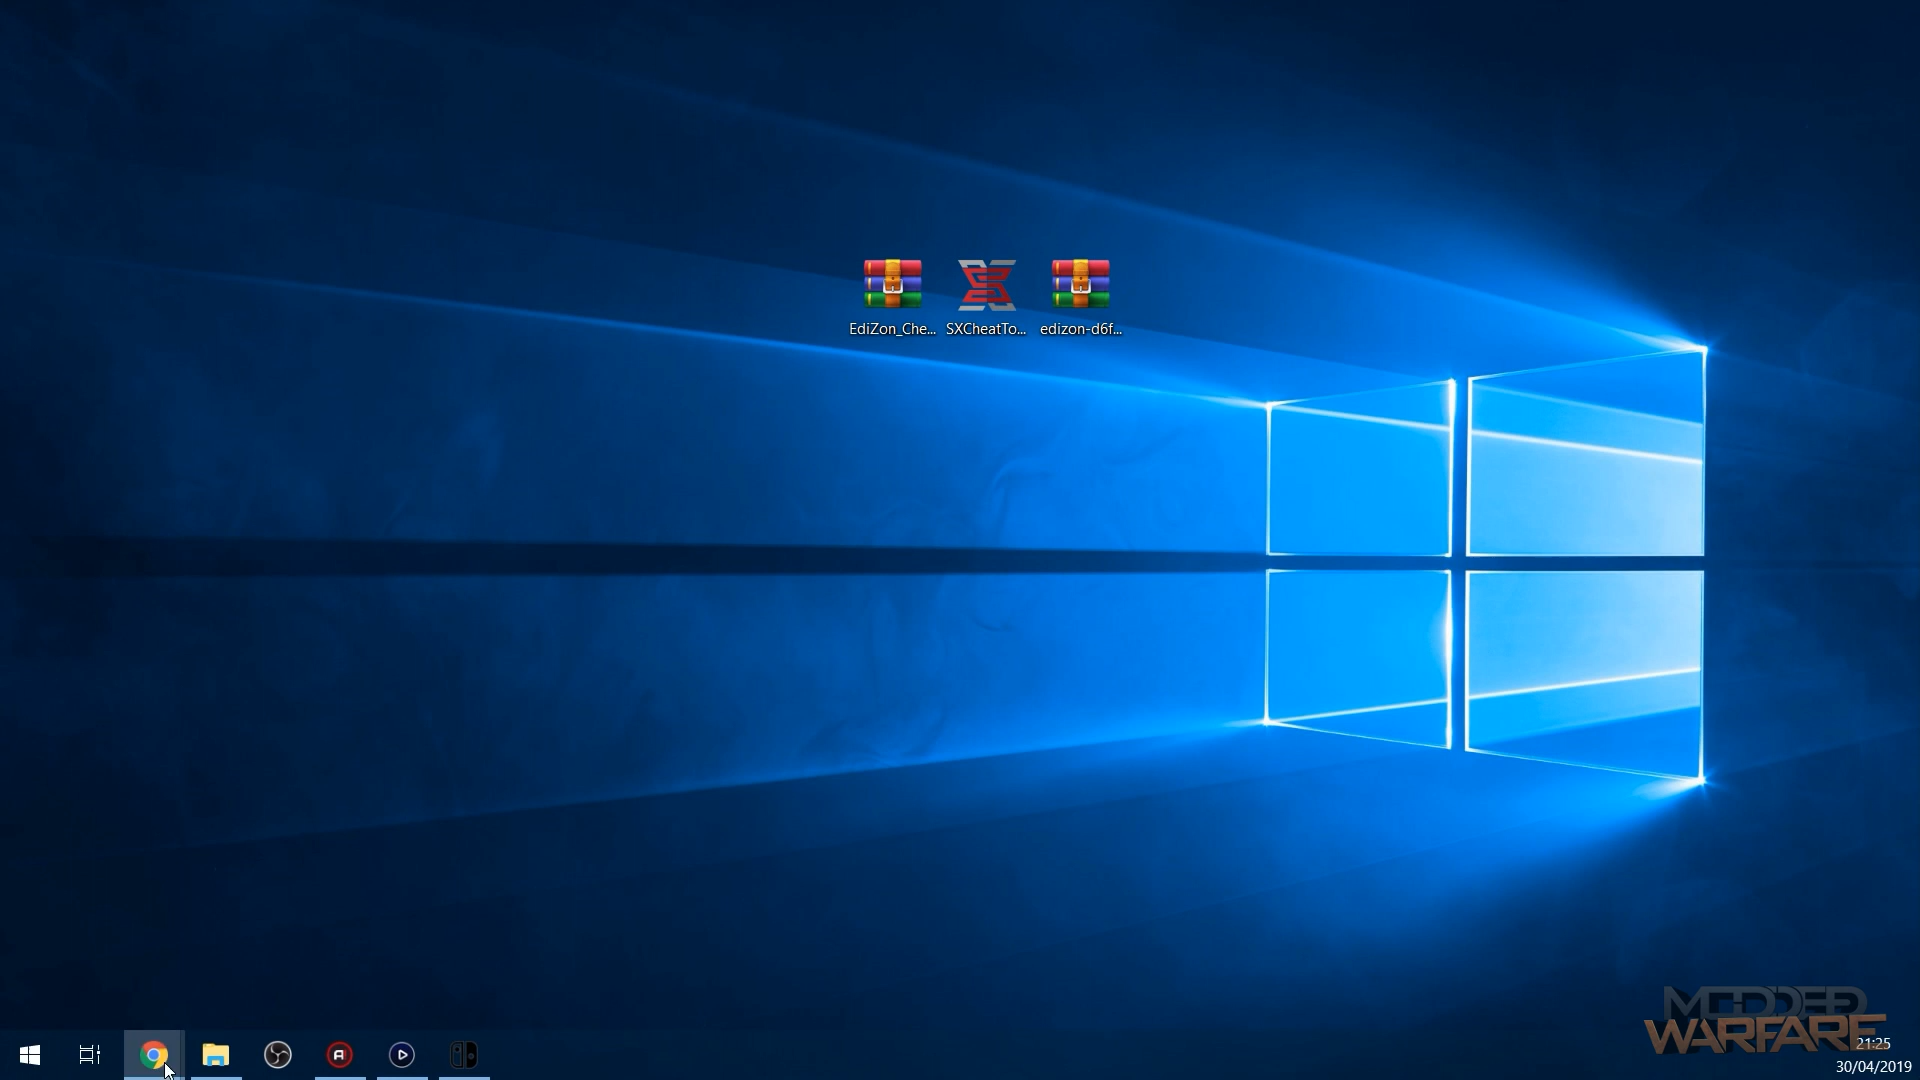 EdiZon_Che...
SXCheatTo...
edizon-d6f...
MODDED
WARFARE
21:25
30/04/2019